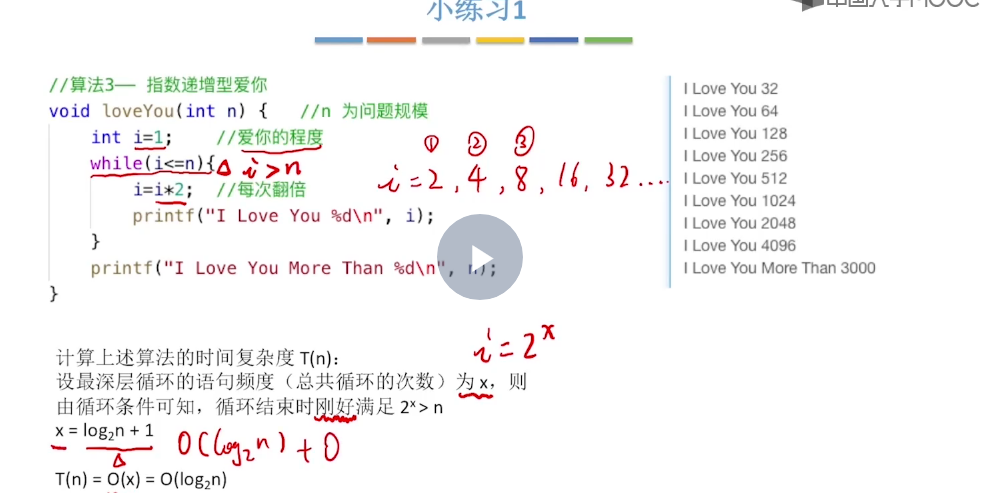 小练习1
中国大学MOOC
//算法3—— 指数递增型爱你
void loveYou(int n) { //n 为问题规模
int i=1; //爱你的程度
while(i<=n){ i>n
i=i*2; //每次翻倍
printf("I Love You %d\n", i);
}
printf("I Love You More Than %d\n", n);
}
① ② ③
i=2, 4, 8, 16, 32....
I Love You 32
I Love You 64
I Love You 128
I Love You 256
I Love You 512
I Love You 1024
I Love You 2048
I Love You 4096
I Love You More Than 3000
i=2ˣ
计算上述算法的时间复杂度 T(n):
设最深层循环的语句频度（总共循环的次数）为 x，则
由循环条件可知，循环结束时刚好满足 2ˣ> n
x = log₂n + 1 O(log₂n) + O
T(n) = O(x) = O(log₂n)